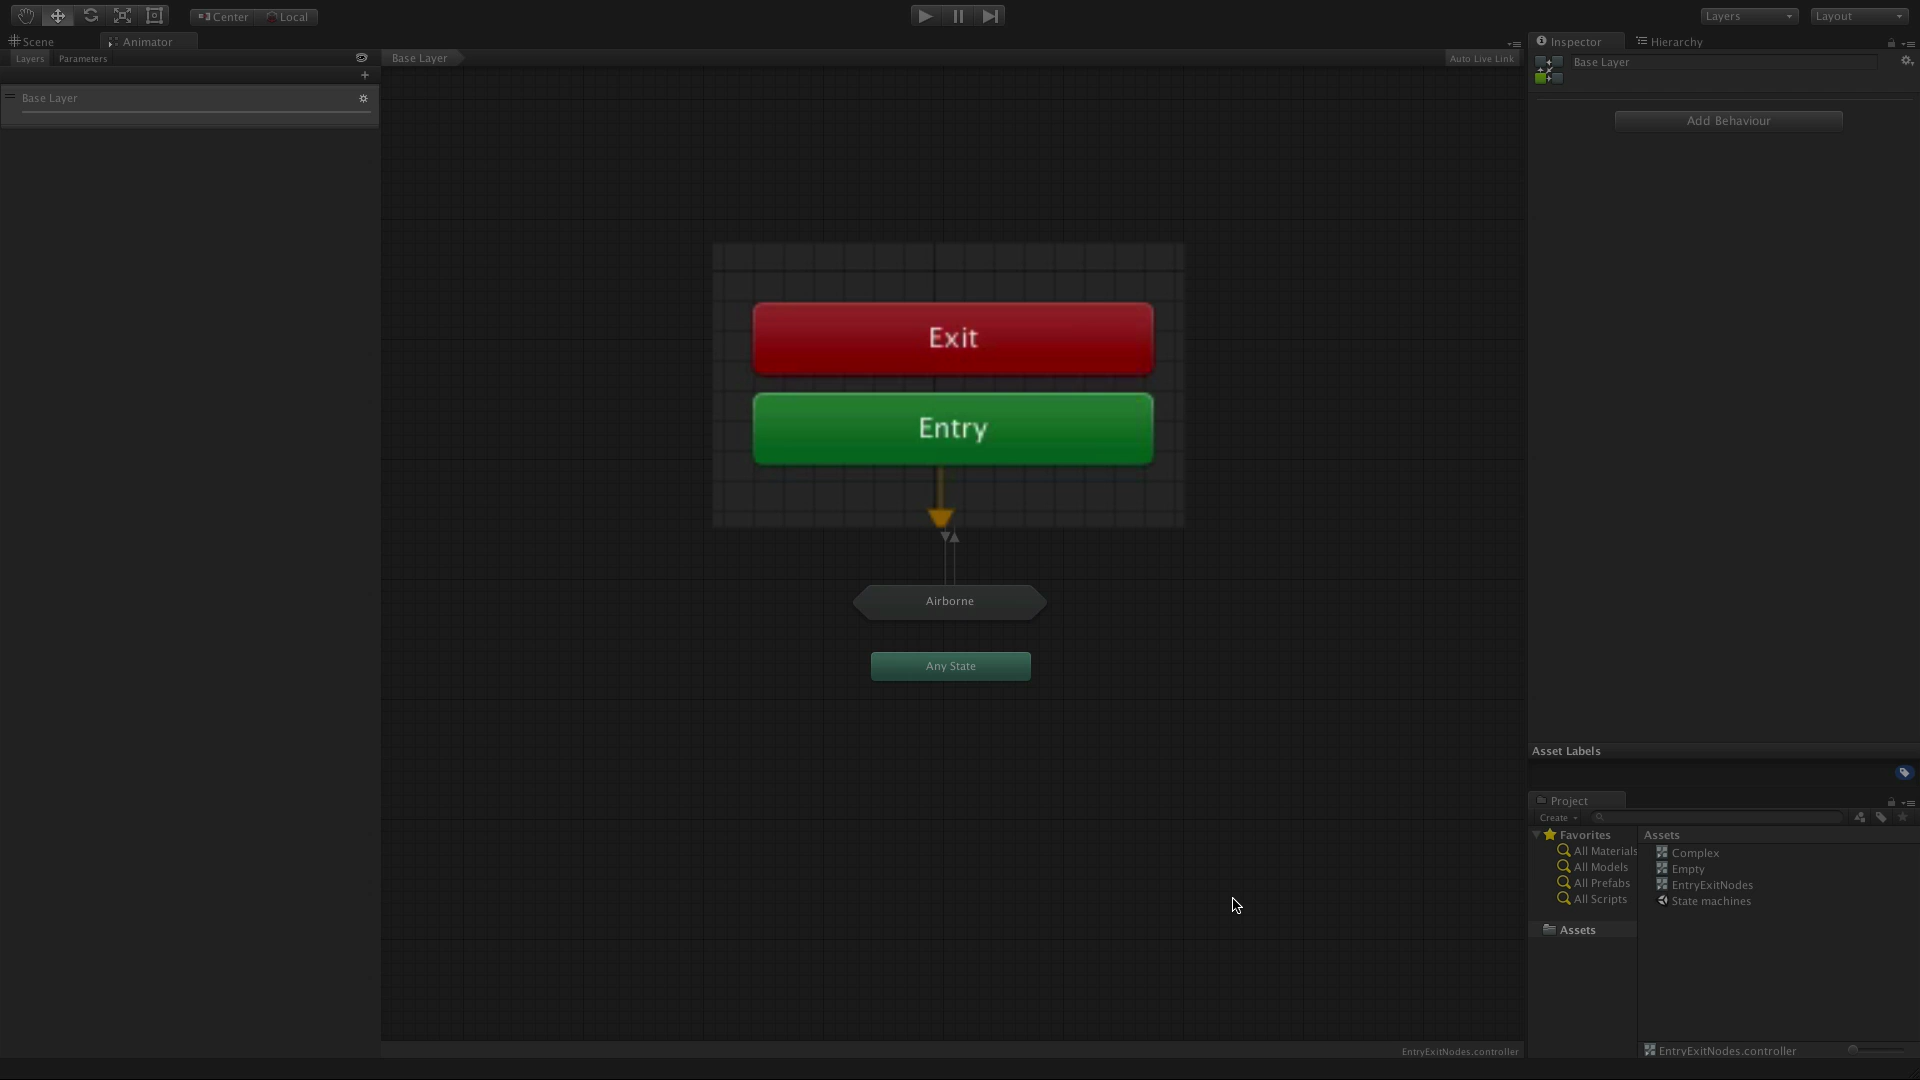 Center
Local
Layers
Layout
Scene
Animator
Inspector
Hierarchy
Layers
Parameters
Base Layer
Auto Live Link
Base Layer
+
Base Layer
Add Behaviour
Exit
Entry
Airborne
Any State
Asset Labels
Project
Create
Favorites
Assets
All Materials
Complex
All Models
Empty
All Prefabs
EntryExitNodes
All Scripts
State machines
Assets
EntryExitNodes.controller
EntryExitNodes.controller